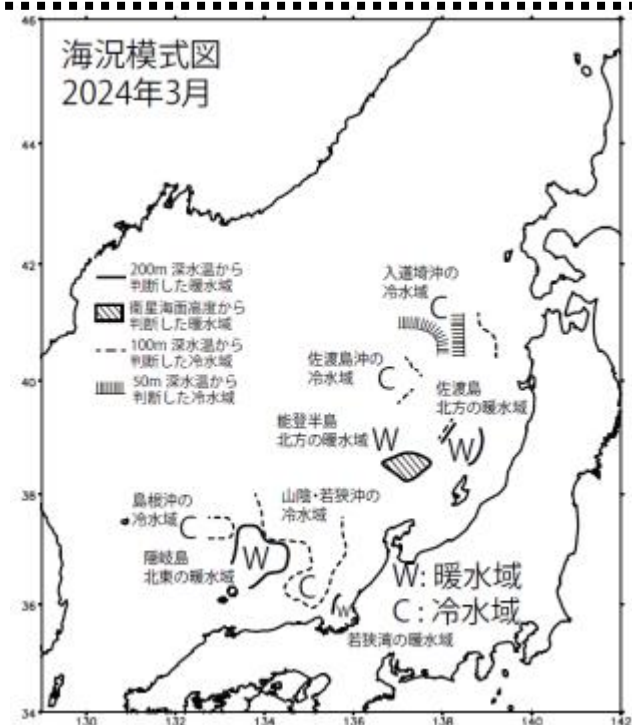 海況模式図
2024年3月
46
44
42
40
38
36
34
200m 深水温から
判断した暖水域
衛星海面高度から
判断した暖水域
100m 深水温から
判断した冷水域
50m 深水温から
判断した冷水域
入道埼沖の
冷水域
C
佐渡島沖の
冷水域
C
佐渡島
北方の暖水域
W
能登半島
北方の暖水域
W
島根沖の
冷水域
C
山陰・若狭沖の
冷水域
C
隠岐島
北東の暖水域
W
W
若狭湾の暖水域
W: 暖水域
C: 冷水域
130
132
134
136
138
140
142